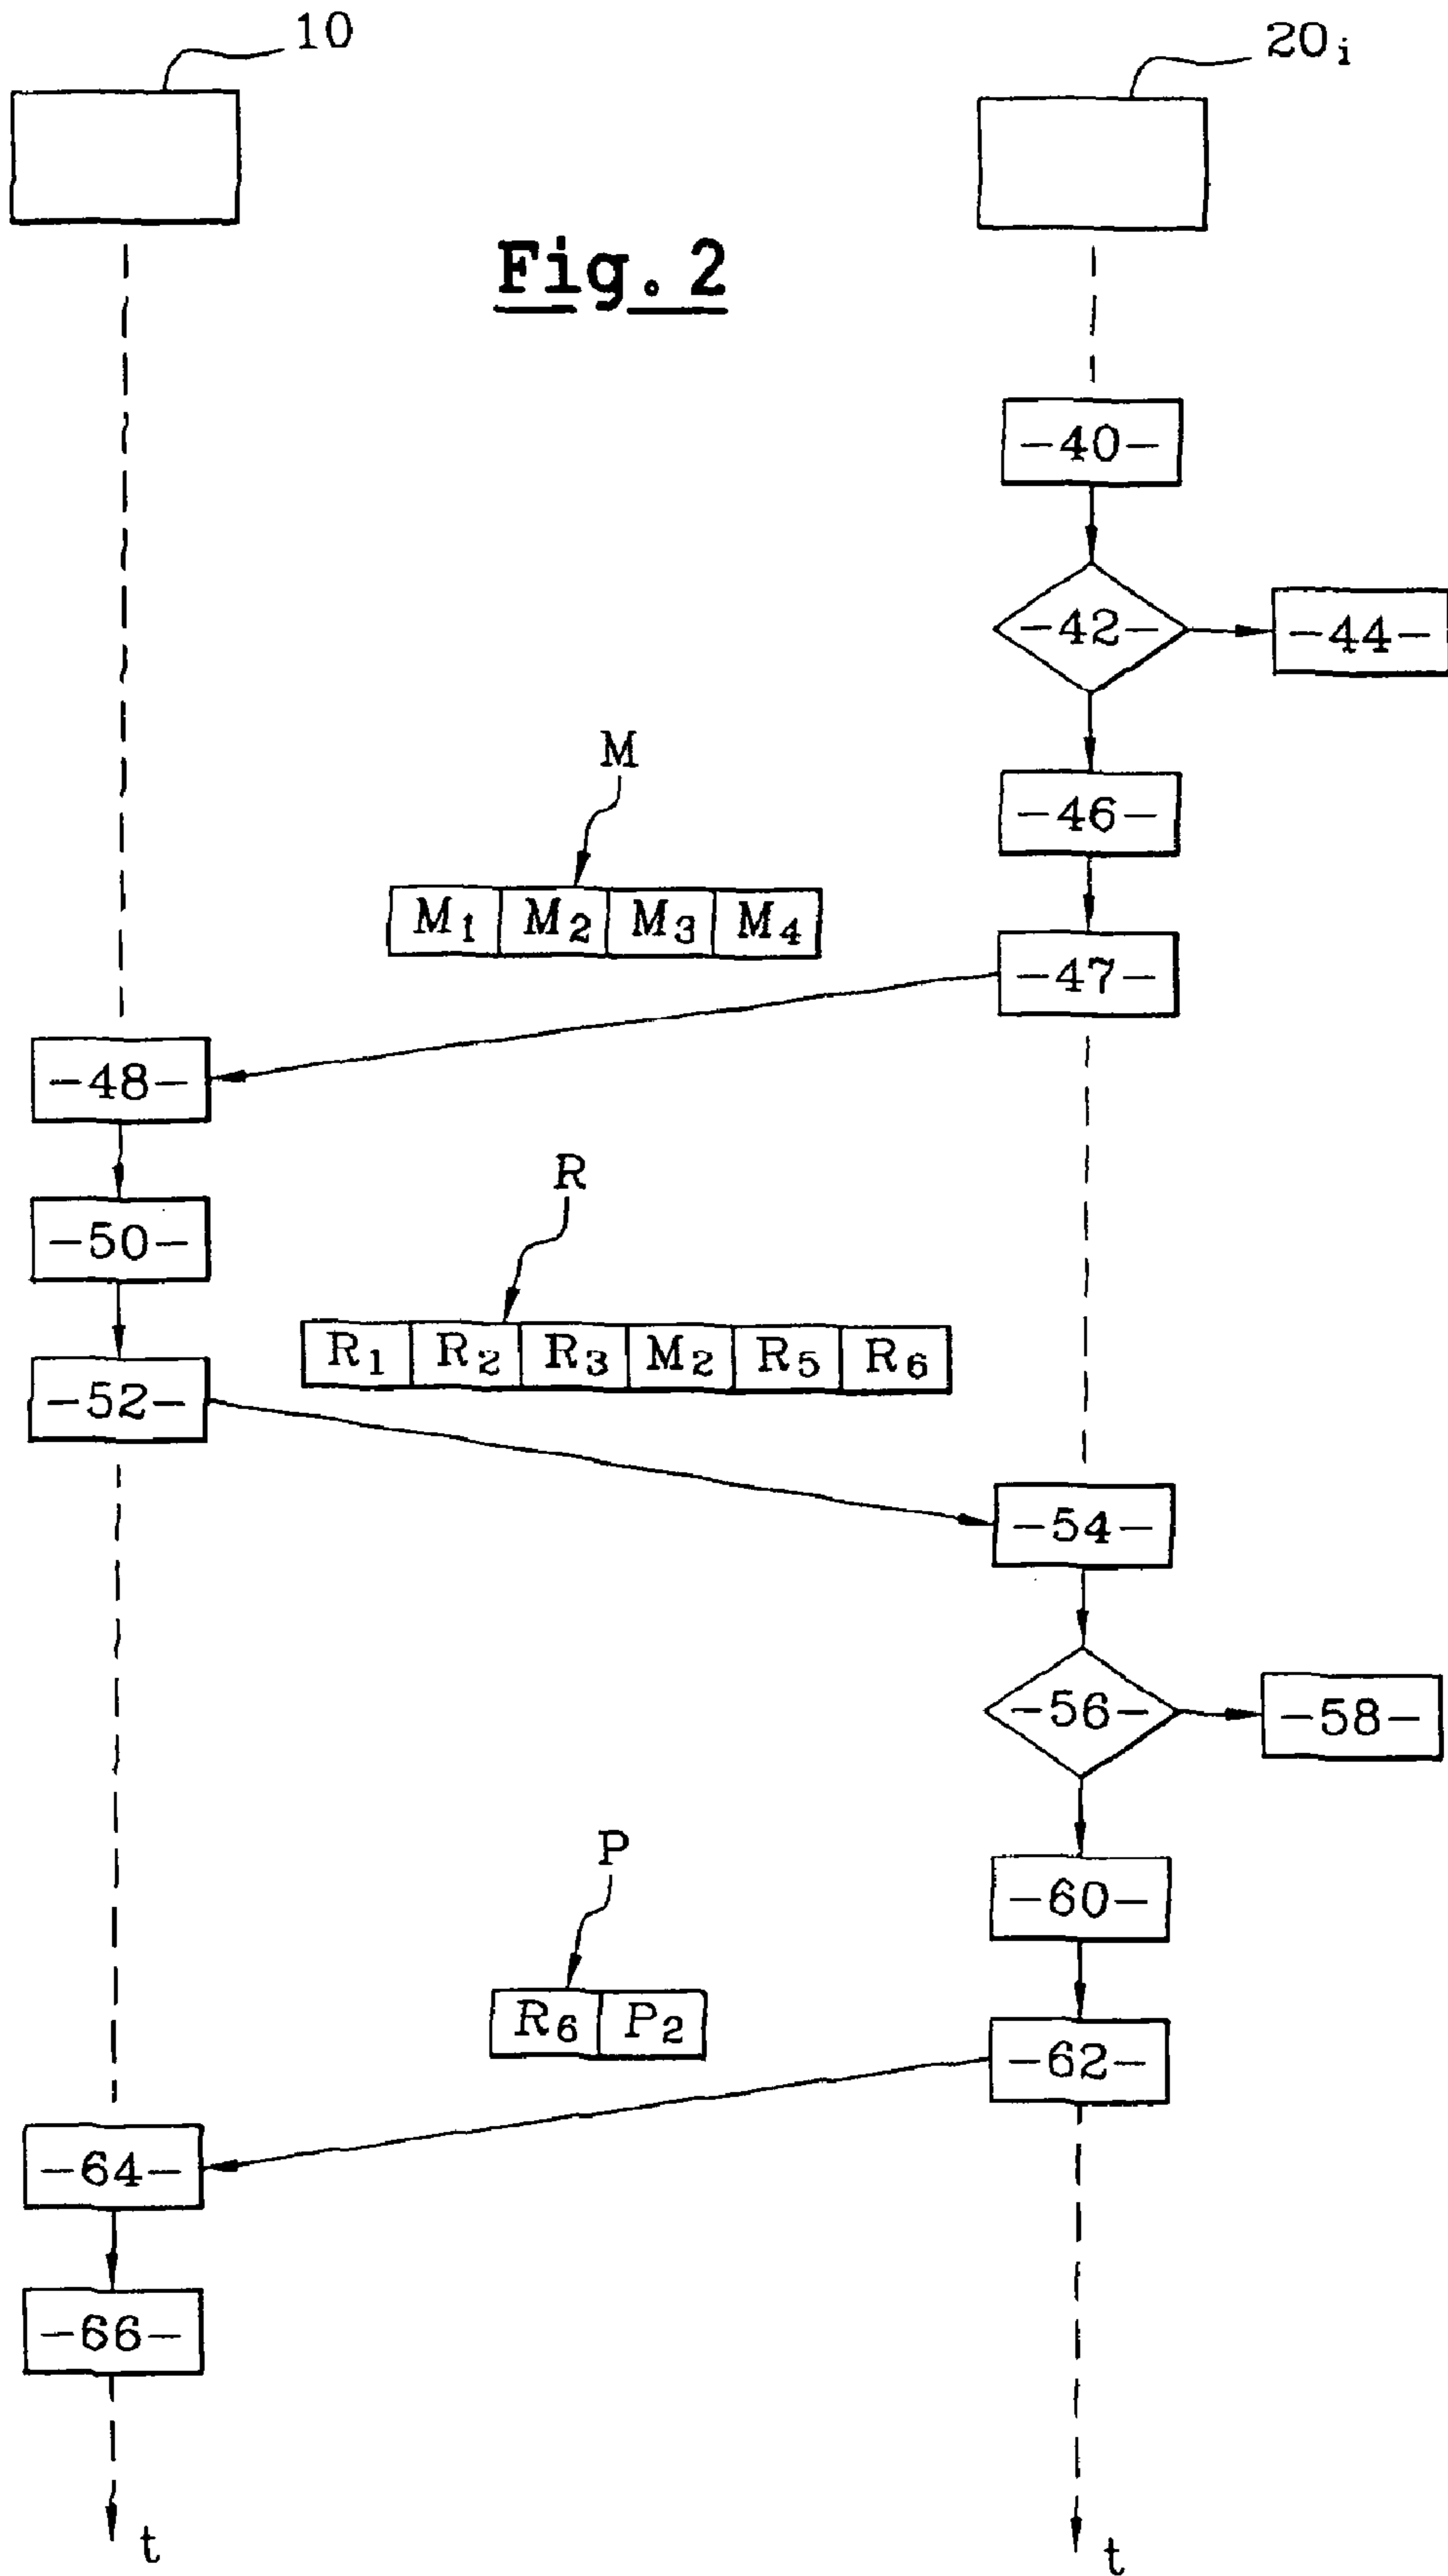 10
20i
Fig. 2
-40-
-42-
-44-
M
-46-
M1 M2 M3 M4
-47-
-48-
R
-50-
R1 R2 R3 M2 R5 R6
-52-
-54-
-56-
-58-
P
-60-
R6 P2
-62-
-64-
-66-
t
t